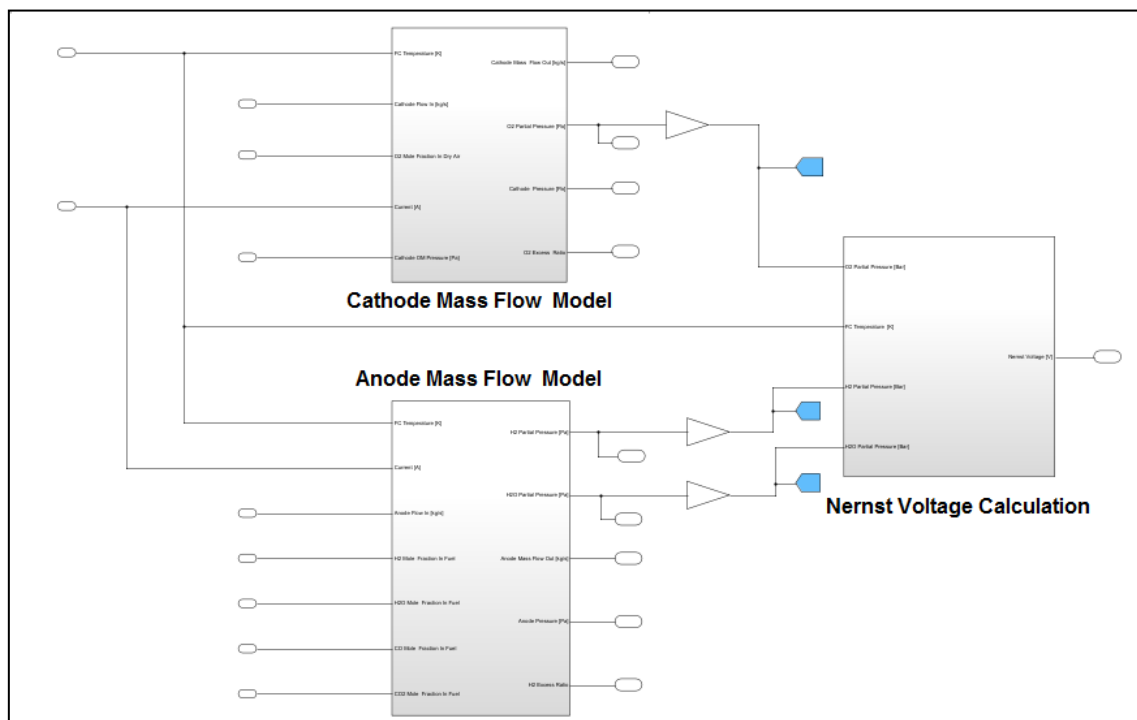 FC Temperature [K]
Cathode Mass Flow Out [kg/s]
Cathode Flow In [kg/s]
O2 Partial Pressure [Pa]
O2 Mole Fraction In Dry Air
Cathode Pressure [Pa]
Current [A]
O2 Excess Ratio
Cathode OM Pressure [Pa]
Cathode Mass Flow Model
O2 Partial Pressure [Bar]
FC Temperature [K]
Nernst Voltage [V]
H2 Partial Pressure [Bar]
H2O Partial Pressure [Bar]
Nernst Voltage Calculation
Anode Mass Flow Model
FC Temperature [K]
H2 Partial Pressure [Pa]
Current [A]
H2O Partial Pressure [Pa]
Anode Flow In [kg/s]
H2 Mole Fraction In Fuel
Anode Mass Flow Out [kg/s]
H2O Mole Fraction In Fuel
Anode Pressure [Pa]
CO Mole Fraction In Fuel
H2 Excess Ratio
CO2 Mole Fraction In Fuel